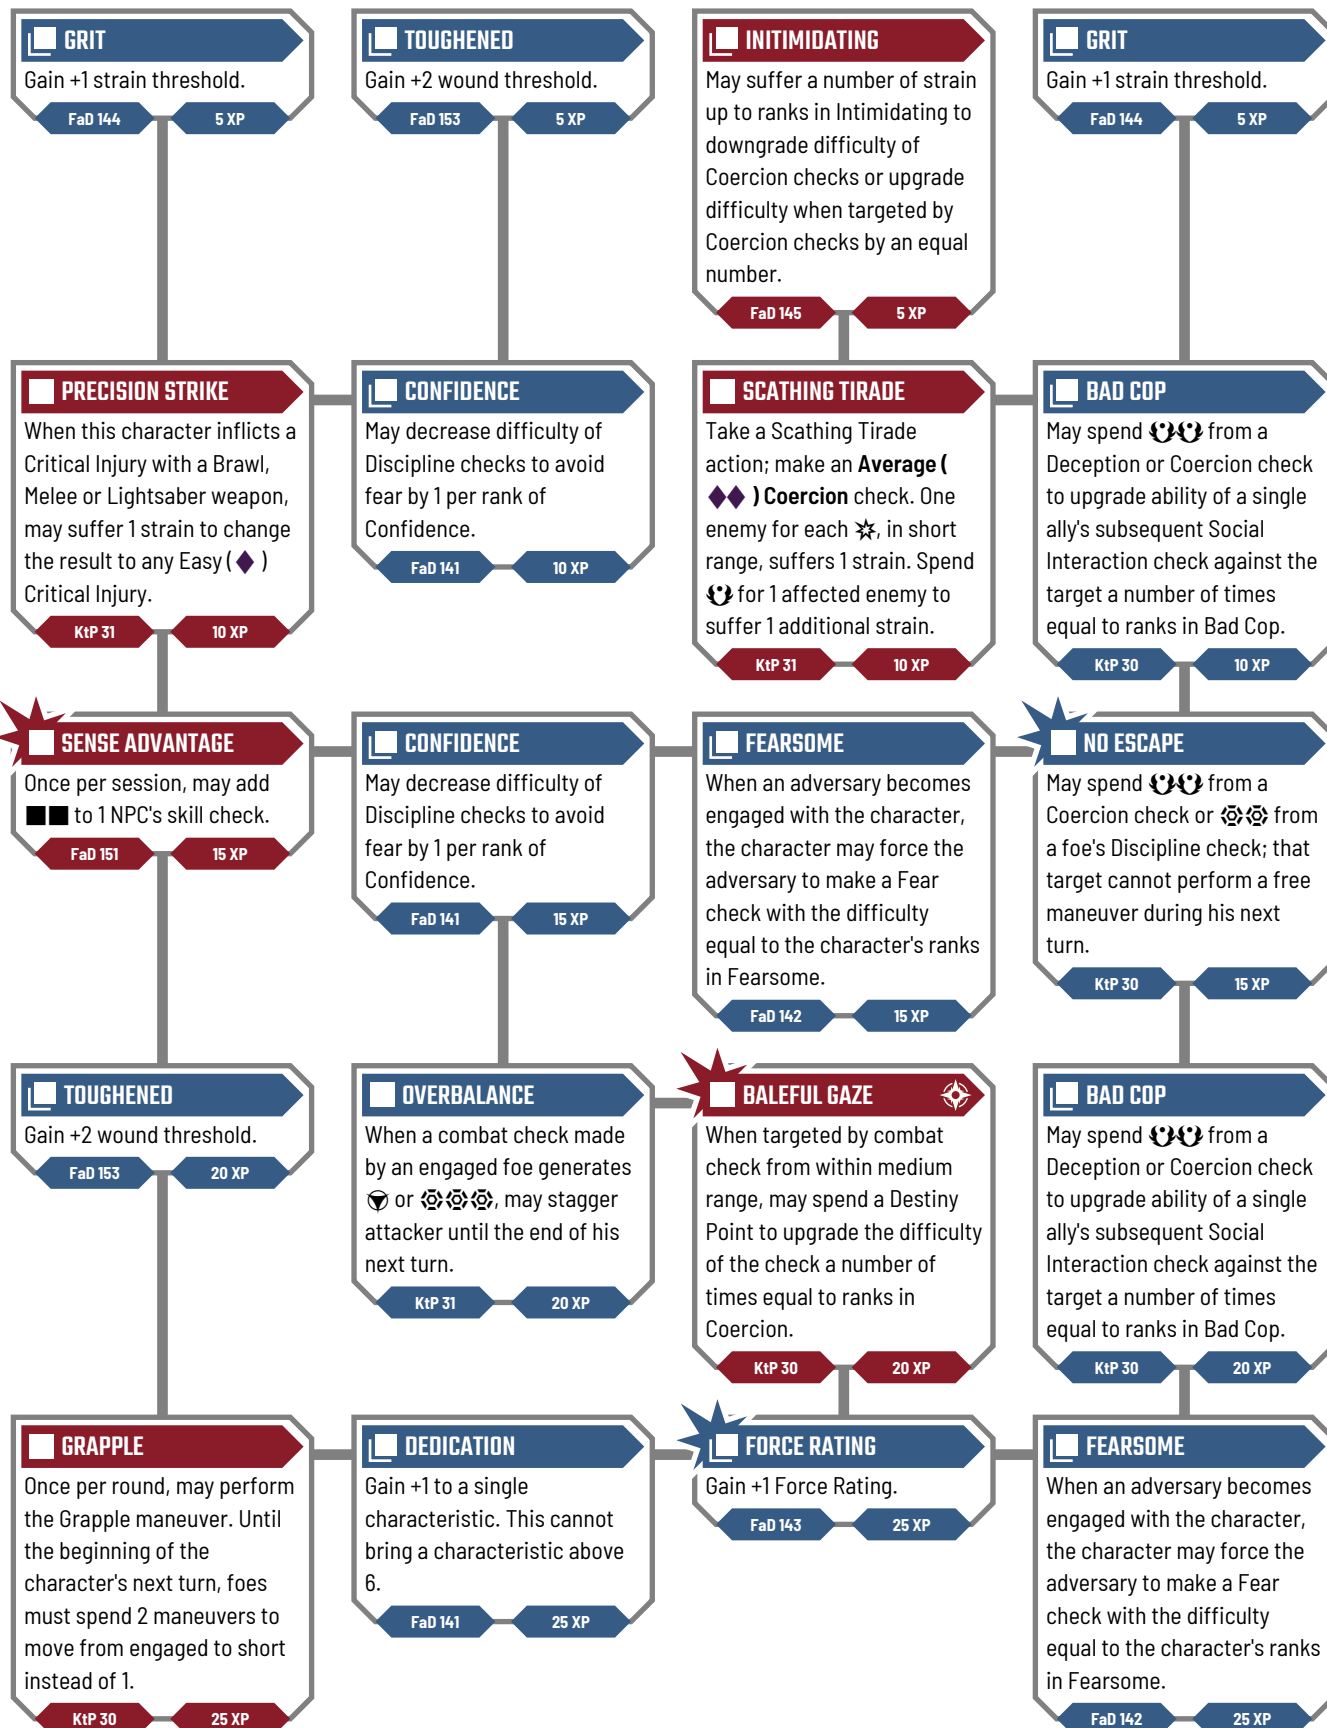 GRIT
Gain +1 strain threshold.
FaD 144
5 XP
TOUGHENED
Gain +2 wound threshold.
FaD 153
5 XP
INITIMIDATING
May suffer a number of strain
up to ranks in Intimidating to
downgrade difficulty of
Coercion checks or upgrade
difficulty when targeted by
Coercion checks by an equal
number.
FaD 145
5 XP
GRIT
Gain +1 strain threshold.
FaD 144
5 XP
PRECISION STRIKE
When this character inflicts a
Critical Injury with a Brawl,
Melee or Lightsaber weapon,
may suffer 1 strain to change
the result to any Easy ( )
Critical Injury.
KtP 31
10 XP
CONFIDENCE
May decrease difficulty of
Discipline checks to avoid
fear by 1 per rank of
Confidence.
FaD 141
10 XP
SCATHING TIRADE
Take a Scathing Tirade
action; make an Average (
) Coercion check. One
enemy for each , in short
range, suffers 1 strain. Spend
for 1 affected enemy to
suffer 1 additional strain.
KtP 31
10 XP
BAD COP
May spend from a
Deception or Coercion check
to upgrade ability of a single
ally's subsequent Social
Interaction check against the
target a number of times
equal to ranks in Bad Cop.
KtP 30
10 XP
SENSE ADVANTAGE
Once per session, may add
to 1 NPC's skill check.
FaD 151
15 XP
CONFIDENCE
May decrease difficulty of
Discipline checks to avoid
fear by 1 per rank of
Confidence.
FaD 141
15 XP
FEARSOME
When an adversary becomes
engaged with the character,
the character may force the
adversary to make a Fear
check with the difficulty
equal to the character's ranks
in Fearsome.
FaD 142
15 XP
NO ESCAPE
May spend from a
Coercion check or from
a foe's Discipline check; that
target cannot perform a free
maneuver during his next
turn.
KtP 30
15 XP
TOUGHENED
Gain +2 wound threshold.
FaD 153
20 XP
OVERBALANCE
When a combat check made
by an engaged foe generates
or , may stagger
attacker until the end of his
next turn.
KtP 31
20 XP
BALEFUL GAZE
When targeted by combat
check from within medium
range, may spend a Destiny
Point to upgrade the difficulty
of the check a number of
times equal to ranks in
Coercion.
KtP 30
20 XP
BAD COP
May spend from a
Deception or Coercion check
to upgrade ability of a single
ally's subsequent Social
Interaction check against the
target a number of times
equal to ranks in Bad Cop.
KtP 30
20 XP
GRAPPLE
Once per round, may perform
the Grapple maneuver. Until
the beginning of the
character's next turn, foes
must spend 2 maneuvers to
move from engaged to short
instead of 1.
KtP 30
25 XP
DEDICATION
Gain +1 to a single
characteristic. This cannot
bring a characteristic above
6.
FaD 141
25 XP
FORCE RATING
Gain +1 Force Rating.
FaD 143
25 XP
FEARSOME
When an adversary becomes
engaged with the character,
the character may force the
adversary to make a Fear
check with the difficulty
equal to the character's ranks
in Fearsome.
FaD 142
25 XP